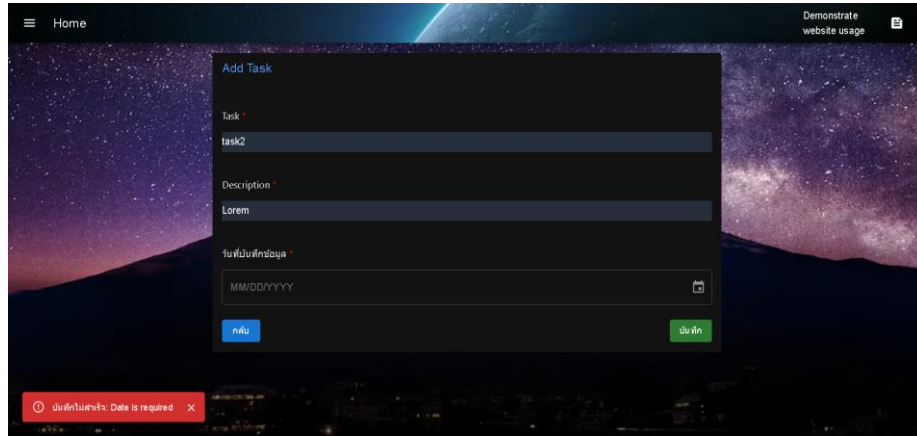 Home
Demonstrate
website usage
Add Task
Task *
task2
Description *
Lorem
วันที่บันทึกข้อมูล *
MM/DD/YYYY
กลับ
บันทึก
บันทึกไม่สำเร็จ: Date is required